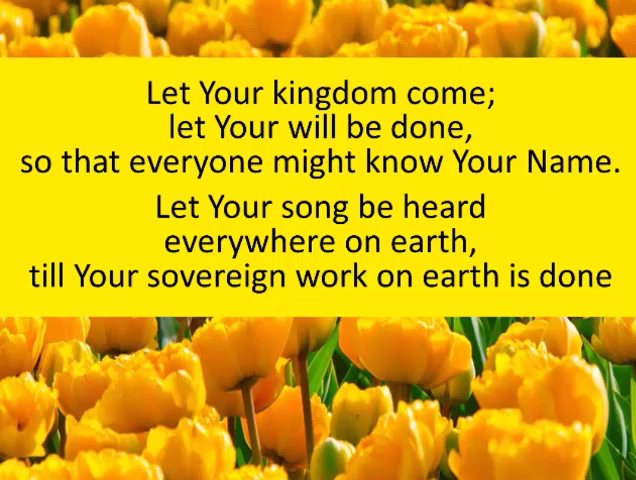 Let Your kingdom come;
let Your will be done,
so that everyone might know Your Name.
Let Your song be heard
everywhere on earth,
till Your sovereign work on earth is done